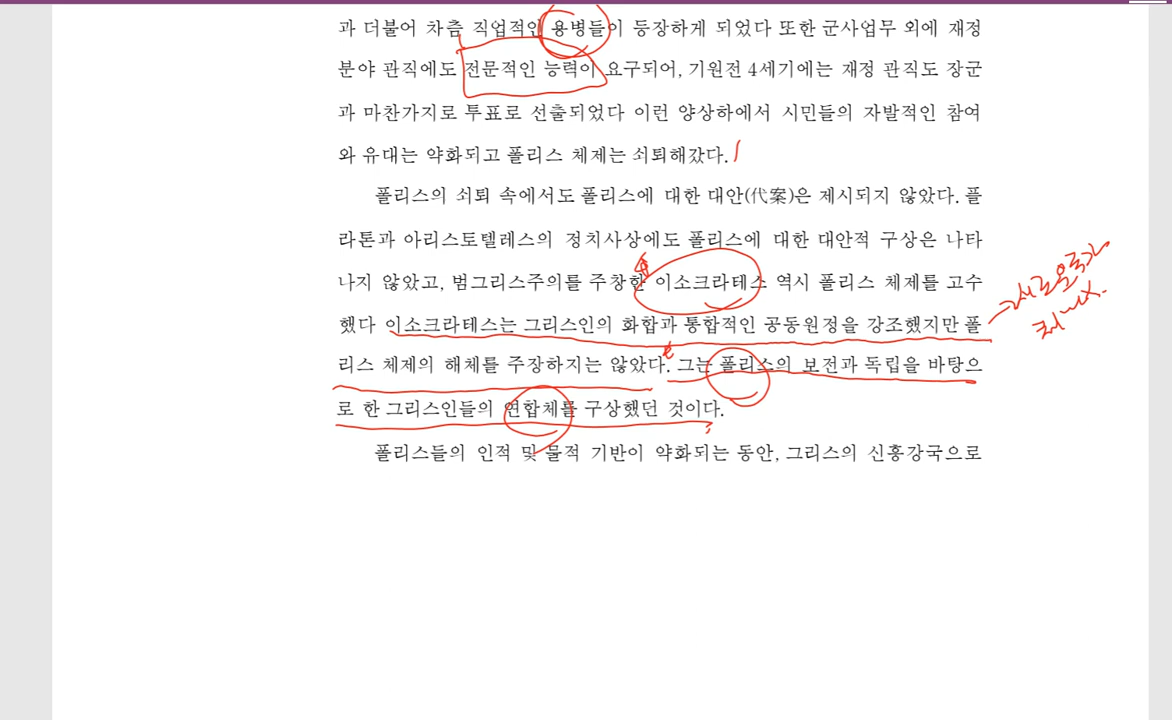 과 더불어 차츰 직업적인 용병들이 등장하게 되었다 또한 군사업무 외에 재정
분야 관직에도 전문적인 능력이 요구되어, 기원전 4세기에는 재정 관직도 장군
과 마찬가지로 투표로 선출되었다 이런 양상하에서 시민들의 자발적인 참여
와 유대는 약화되고 폴리스 체제는 쇠퇴해갔다.
폴리스의 쇠퇴 속에서도 폴리스에 대한 대안(代案)은 제시되지 않았다. 플
라톤과 아리스토텔레스의 정치사상에도 폴리스에 대한 대안적 구상은 나타
나지 않았고, 범그리스주의를 주창한 이소크라테스 역시 폴리스 체제를 고수
했다 이소크라테스는 그리스인의 화합과 통합적인 공동원정을 강조했지만 폴
리스 체제의 해체를 주장하지는 않았다. 그는 폴리스의 보전과 독립을 바탕으
로 한 그리스인들의 연합체를 구상했던 것이다.
폴리스들의 인적 및 물적 기반이 약화되는 동안, 그리스의 신흥강국으로